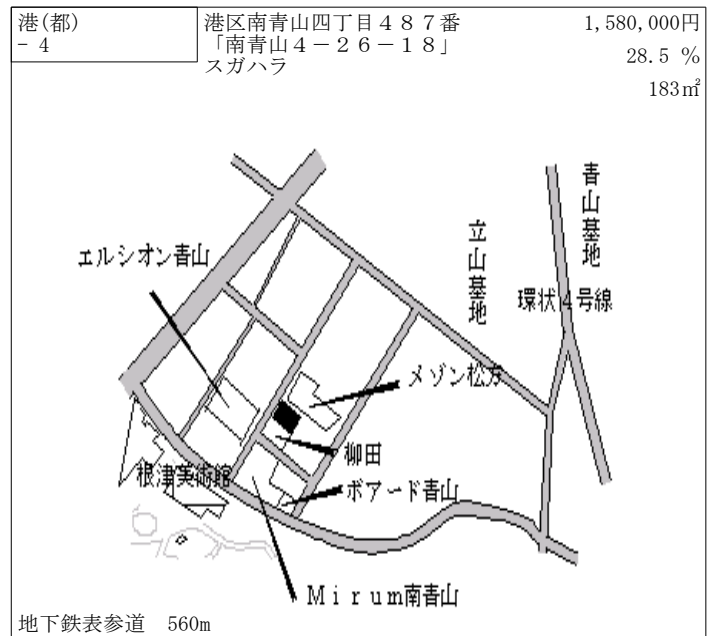 港(都)
- 4
港区南青山四丁目４８７番
「南青山４－２６－１８」
スガハラ
1,580,000円
28.5 %
183㎡
青山墓地
立山墓地
エルシオン青山
環状4号線
メゾン松方
柳田
根津美術館
ボアード青山
Ｍｉｒｕｍ南青山
地下鉄表参道 560m